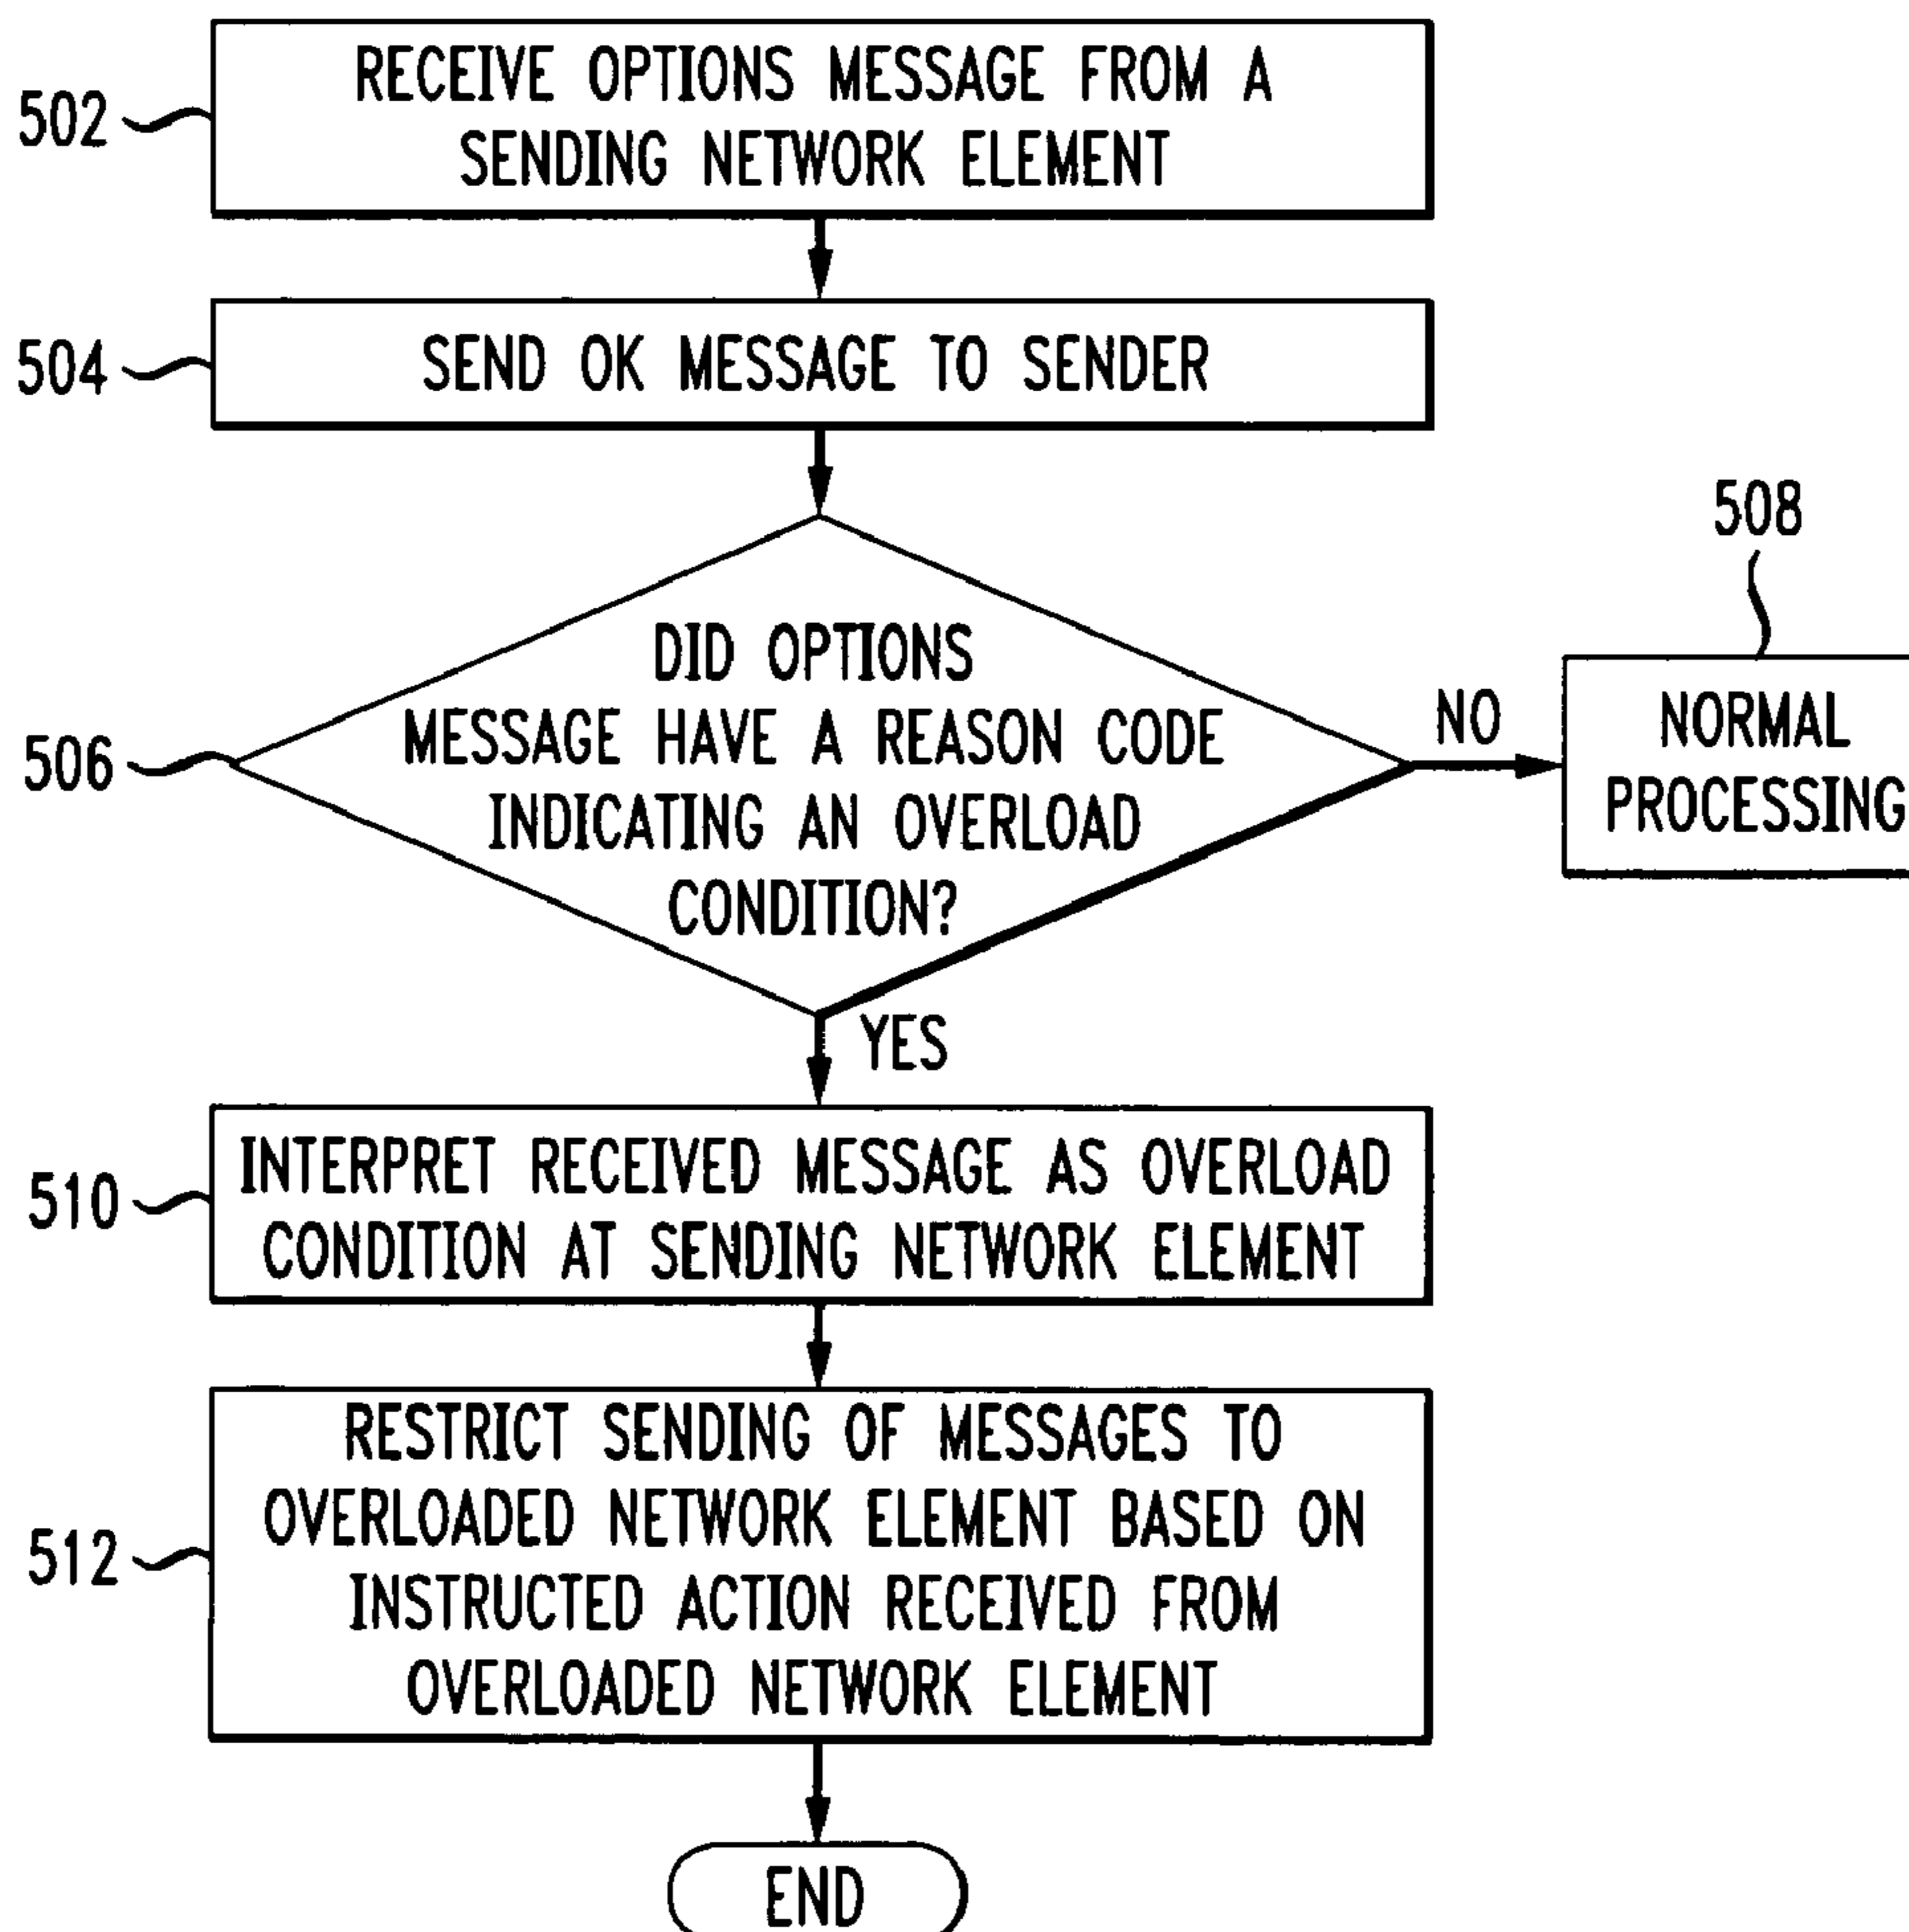 502
RECEIVE OPTIONS MESSAGE FROM A
SENDING NETWORK ELEMENT
504
SEND OK MESSAGE TO SENDER
506
DID OPTIONS
MESSAGE HAVE A REASON CODE
INDICATING AN OVERLOAD
CONDITION?
NO
508
NORMAL
PROCESSING
YES
510
INTERPRET RECEIVED MESSAGE AS OVERLOAD
CONDITION AT SENDING NETWORK ELEMENT
512
RESTRICT SENDING OF MESSAGES TO
OVERLOADED NETWORK ELEMENT BASED ON
INSTRUCTED ACTION RECEIVED FROM
OVERLOADED NETWORK ELEMENT
END